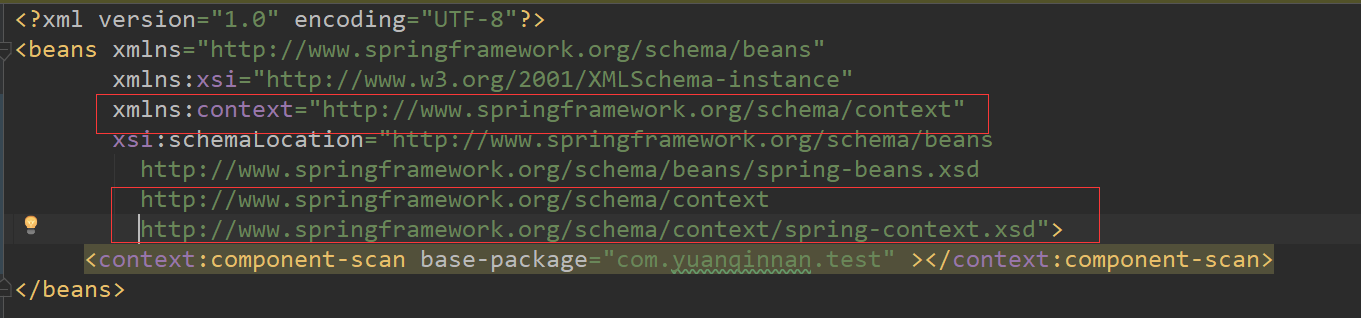 <?xml version="1.0" encoding="UTF-8"?>
<beans xmlns="http://www.springframework.org/schema/beans"
xmlns:xsi="http://www.w3.org/2001/XMLSchema-instance"
xmlns:context="http://www.springframework.org/schema/context"
xsi:schemaLocation="http://www.springframework.org/schema/beans
http://www.springframework.org/schema/beans/spring-beans.xsd
http://www.springframework.org/schema/context
http://www.springframework.org/schema/context/spring-context.xsd">
<context:component-scan base-package="com.yuanqinnan.test" ></context:component-scan>
</beans>